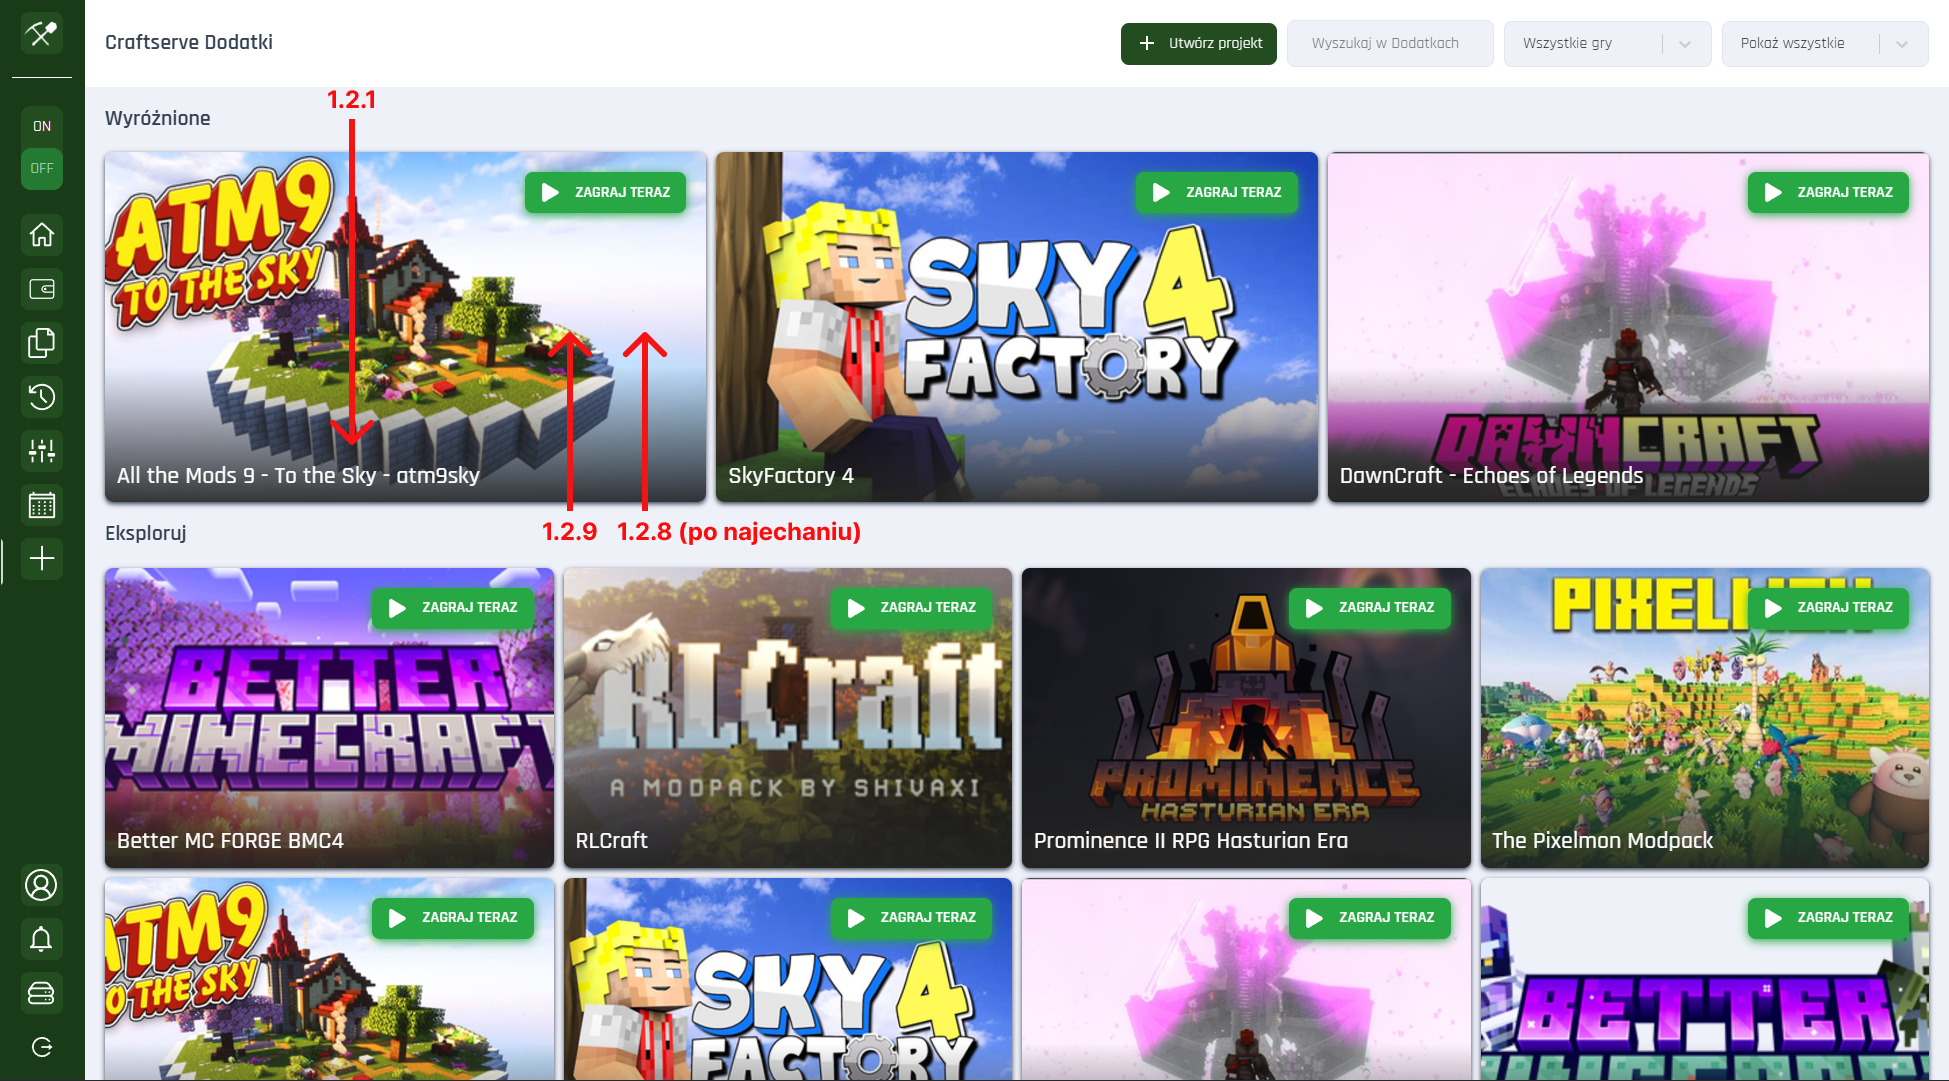 Craftserve Dodatki
Utwórz projekt
Wyszukaj w Dodatkach
Wszystkie gry
Pokaż wszystkie
ON
OFF
1.2.1
Wyróżnione
ATM9
TO THE SKY
ZAGRAJ TERAZ
All the Mods 9 - To the Sky - atm9sky
ZAGRAJ TERAZ
SKY 4
FACTORY
SkyFactory 4
ZAGRAJ TERAZ
DAWNCRAFT
ECHOES OF LEGENDS
DawnCraft - Echoes of Legends
1.2.9
1.2.8 (po najechaniu)
Eksploruj
ZAGRAJ TERAZ
BETTER
MINECRAFT
Better MC FORGE BMC4
ZAGRAJ TERAZ
RLCraft
A MODPACK BY SHIVAXI
RLCraft
ZAGRAJ TERAZ
PROMINENCE
HASTURIAN ERA
Prominence II RPG Hasturian Era
ZAGRAJ TERAZ
The Pixelmon Modpack
ATM9
TO THE SKY
ZAGRAJ TERAZ
ZAGRAJ TERAZ
SKY 4
FACTORY
ZAGRAJ TERAZ
ZAGRAJ TERAZ
BETTER